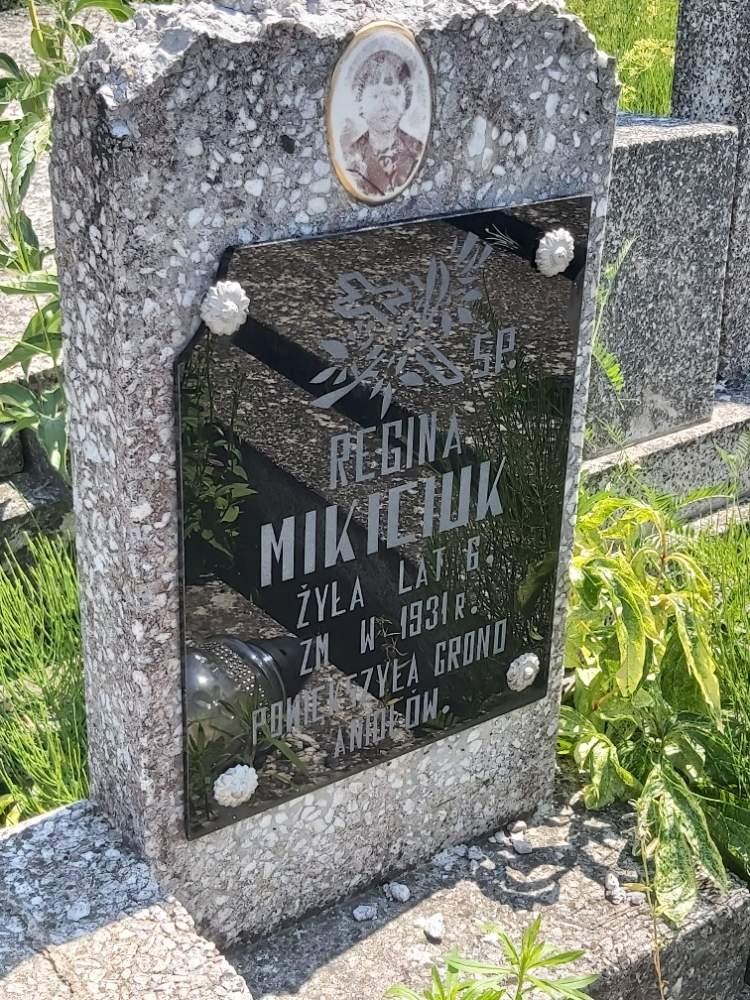 ŚP.
REGINA
MIKICIUK
ŻYŁA LAT 6.
ZM W 1931 R.
POWIĘKSZYŁA GRONO
ANIOŁÓW.